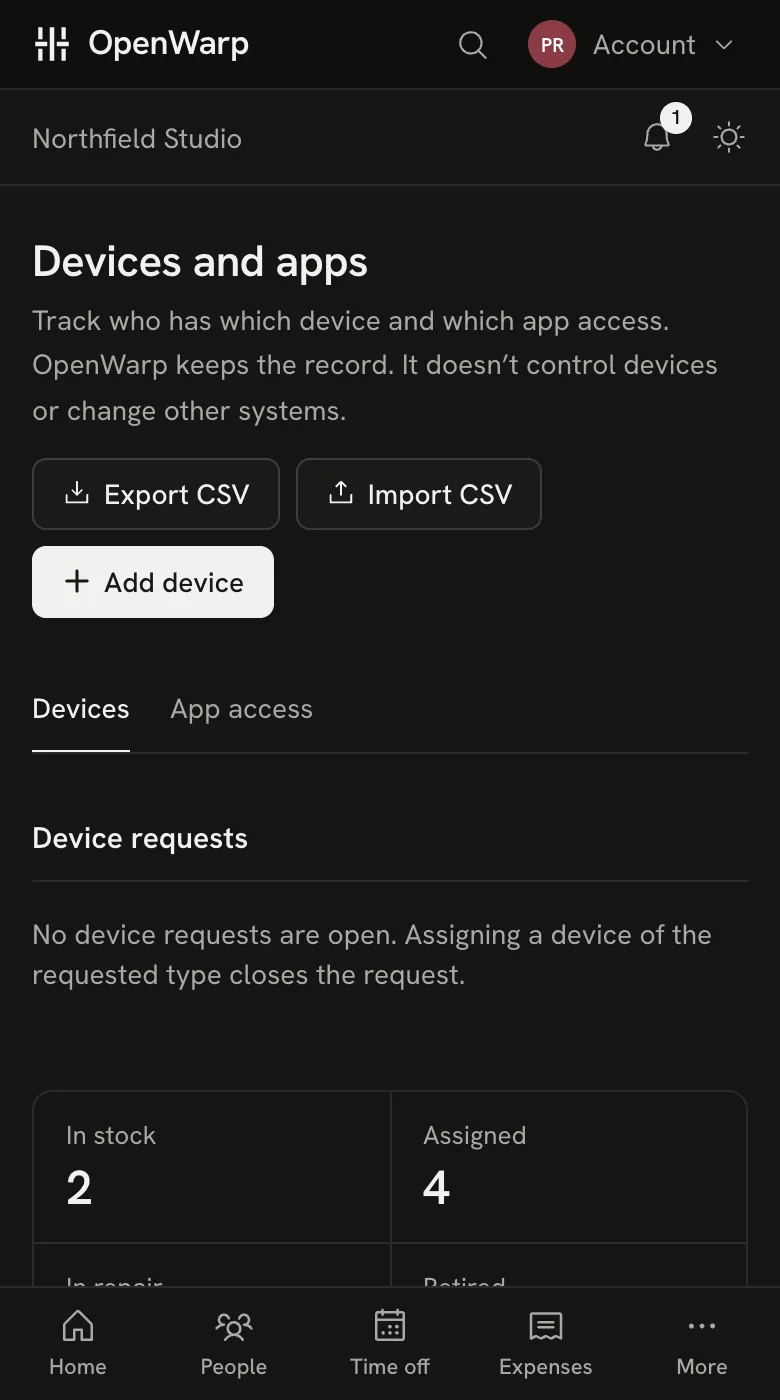 OpenWarp
PR
Account
Northfield Studio
1
Devices and apps
Track who has which device and which app access.
OpenWarp keeps the record. It doesn’t control devices
or change other systems.
Export CSV
Import CSV
Add device
Devices
App access
Device requests
No device requests are open. Assigning a device of the
requested type closes the request.
In stock
Assigned
2
4
In repair
Retired
Home
People
Time off
Expenses
More